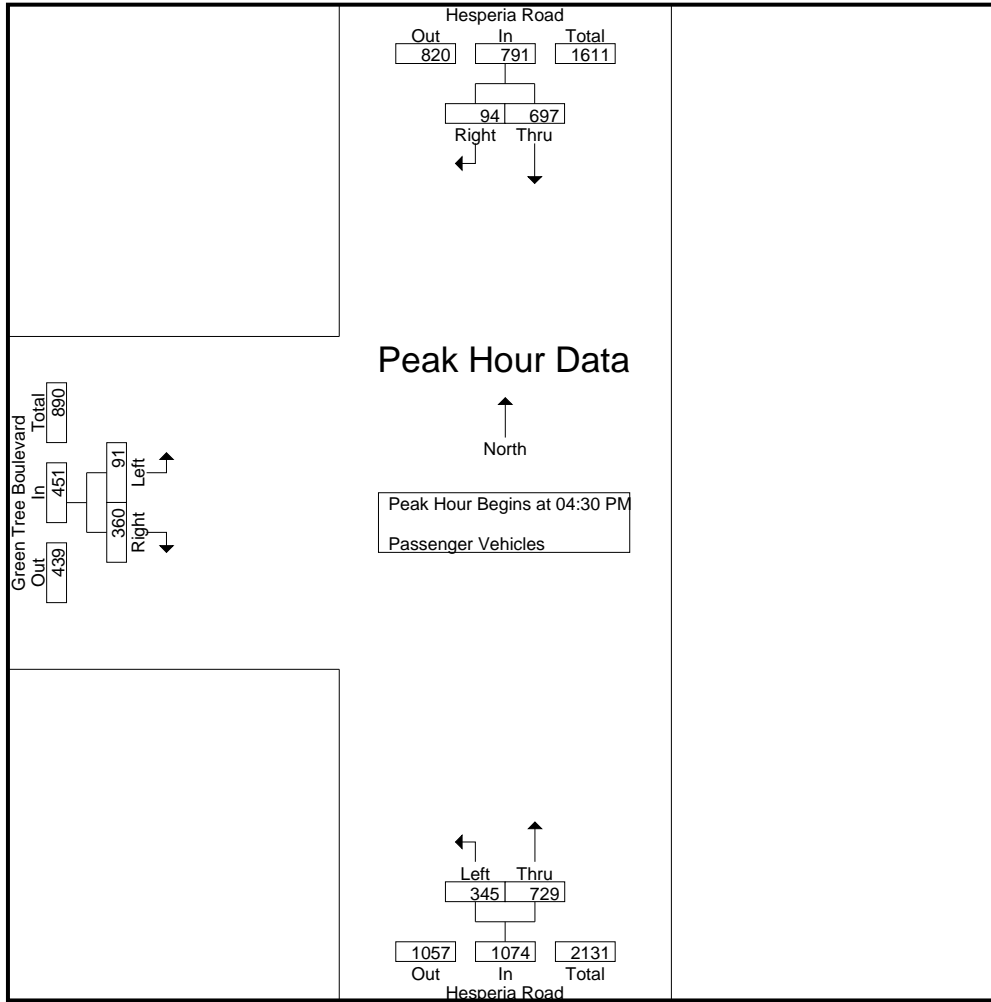 Hesperia Road
Out In Total
820 791 1611
94 697
Right Thru
Peak Hour Data
North
Peak Hour Begins at 04:30 PM
Passenger Vehicles
Green Tree Boulevard
Out In Total
439 451 890
360 91
Right Left
Left Thru
345 729
1057 1074 2131
Out In Total
Hesperia Road